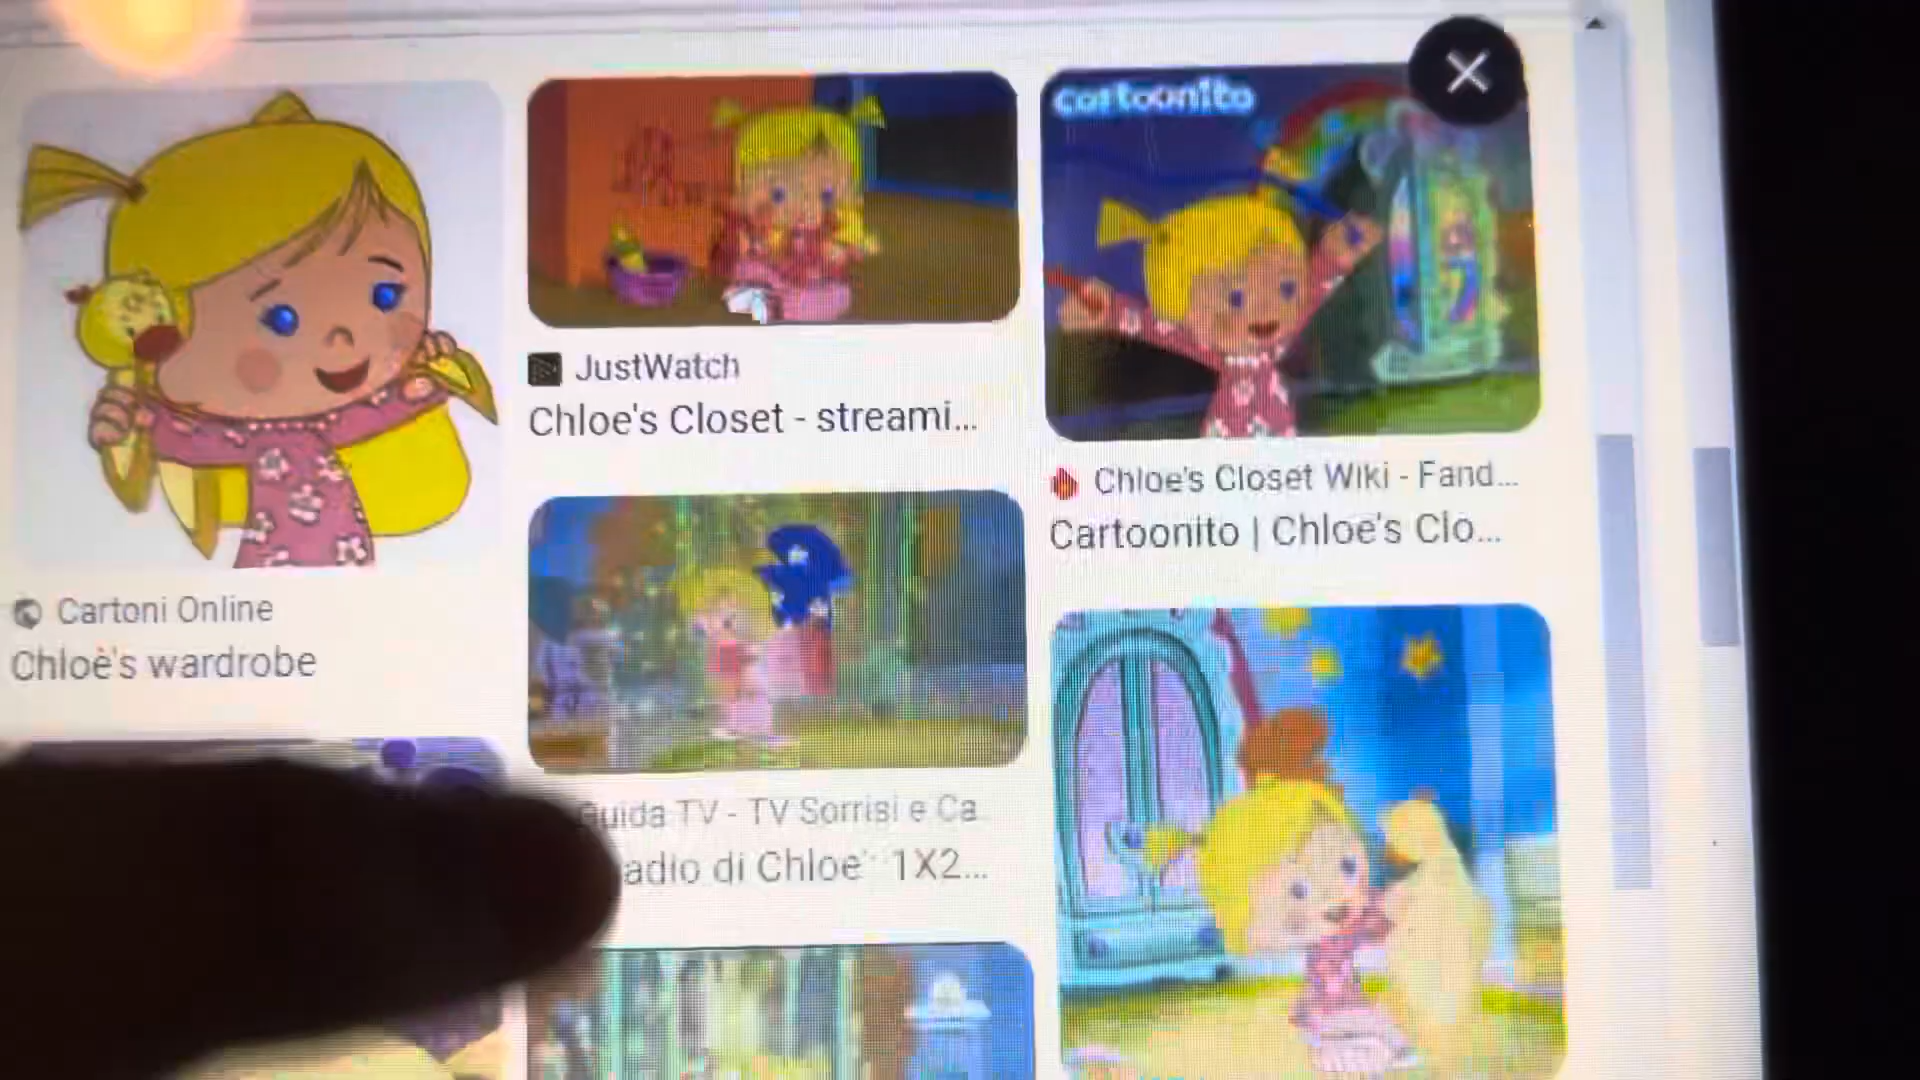 cartoonito
JustWatch
Chloe's Closet - streami...
Chloe's Closet Wiki - Fand...
Cartoonito | Chloe's Clo...
Cartoni Online
Chloè's wardrobe
Guida TV - TV Sorrisi e Ca
adio di Chloe' 1X2...